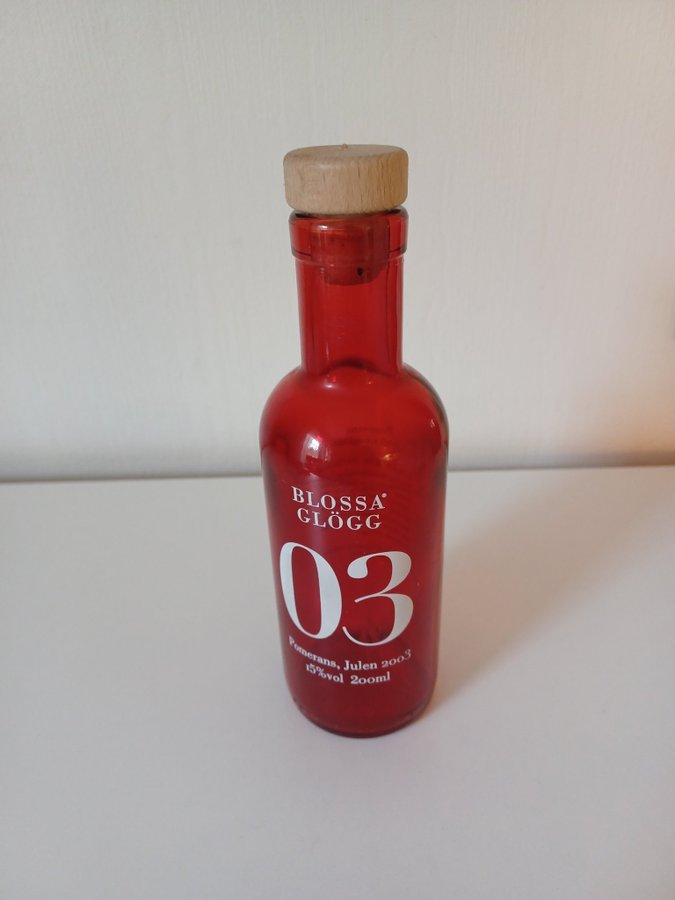 BLOSSA®
GLÖGG
03
Pomerans, Julen 2003
15%vol 200ml